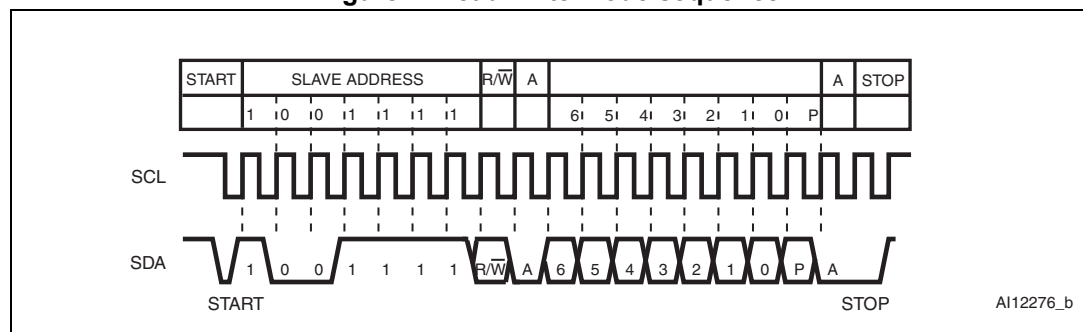 START SLAVE ADDRESS R/W̅ A A STOP
1 0 0 1 1 1 1 6 5 4 3 2 1 0 P
SCL
SDA 1 0 0 1 1 1 1 R/W̅ A 6 5 4 3 2 1 0 P A
START STOP AI12276_b